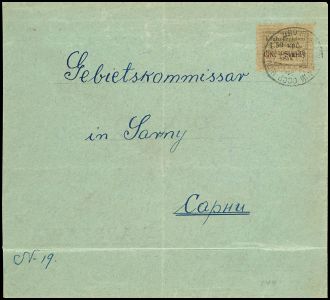 Gebietskommissar
in Sarny
Сарни
N-19.